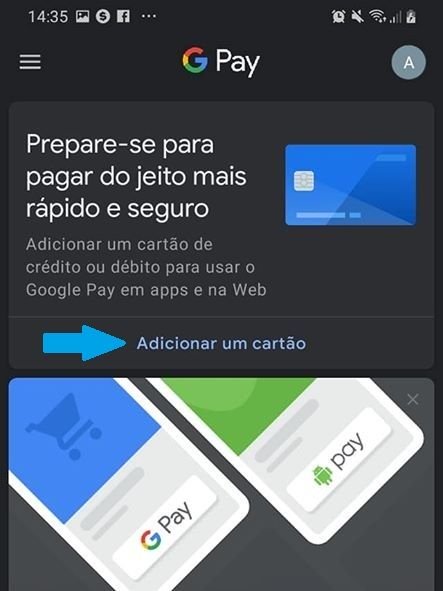 14:35
G Pay
A
Prepare-se para
pagar do jeito mais
rápido e seguro
Adicionar um cartão de
crédito ou débito para usar o
Google Pay em apps e na Web
Adicionar um cartão
G Pay
pay